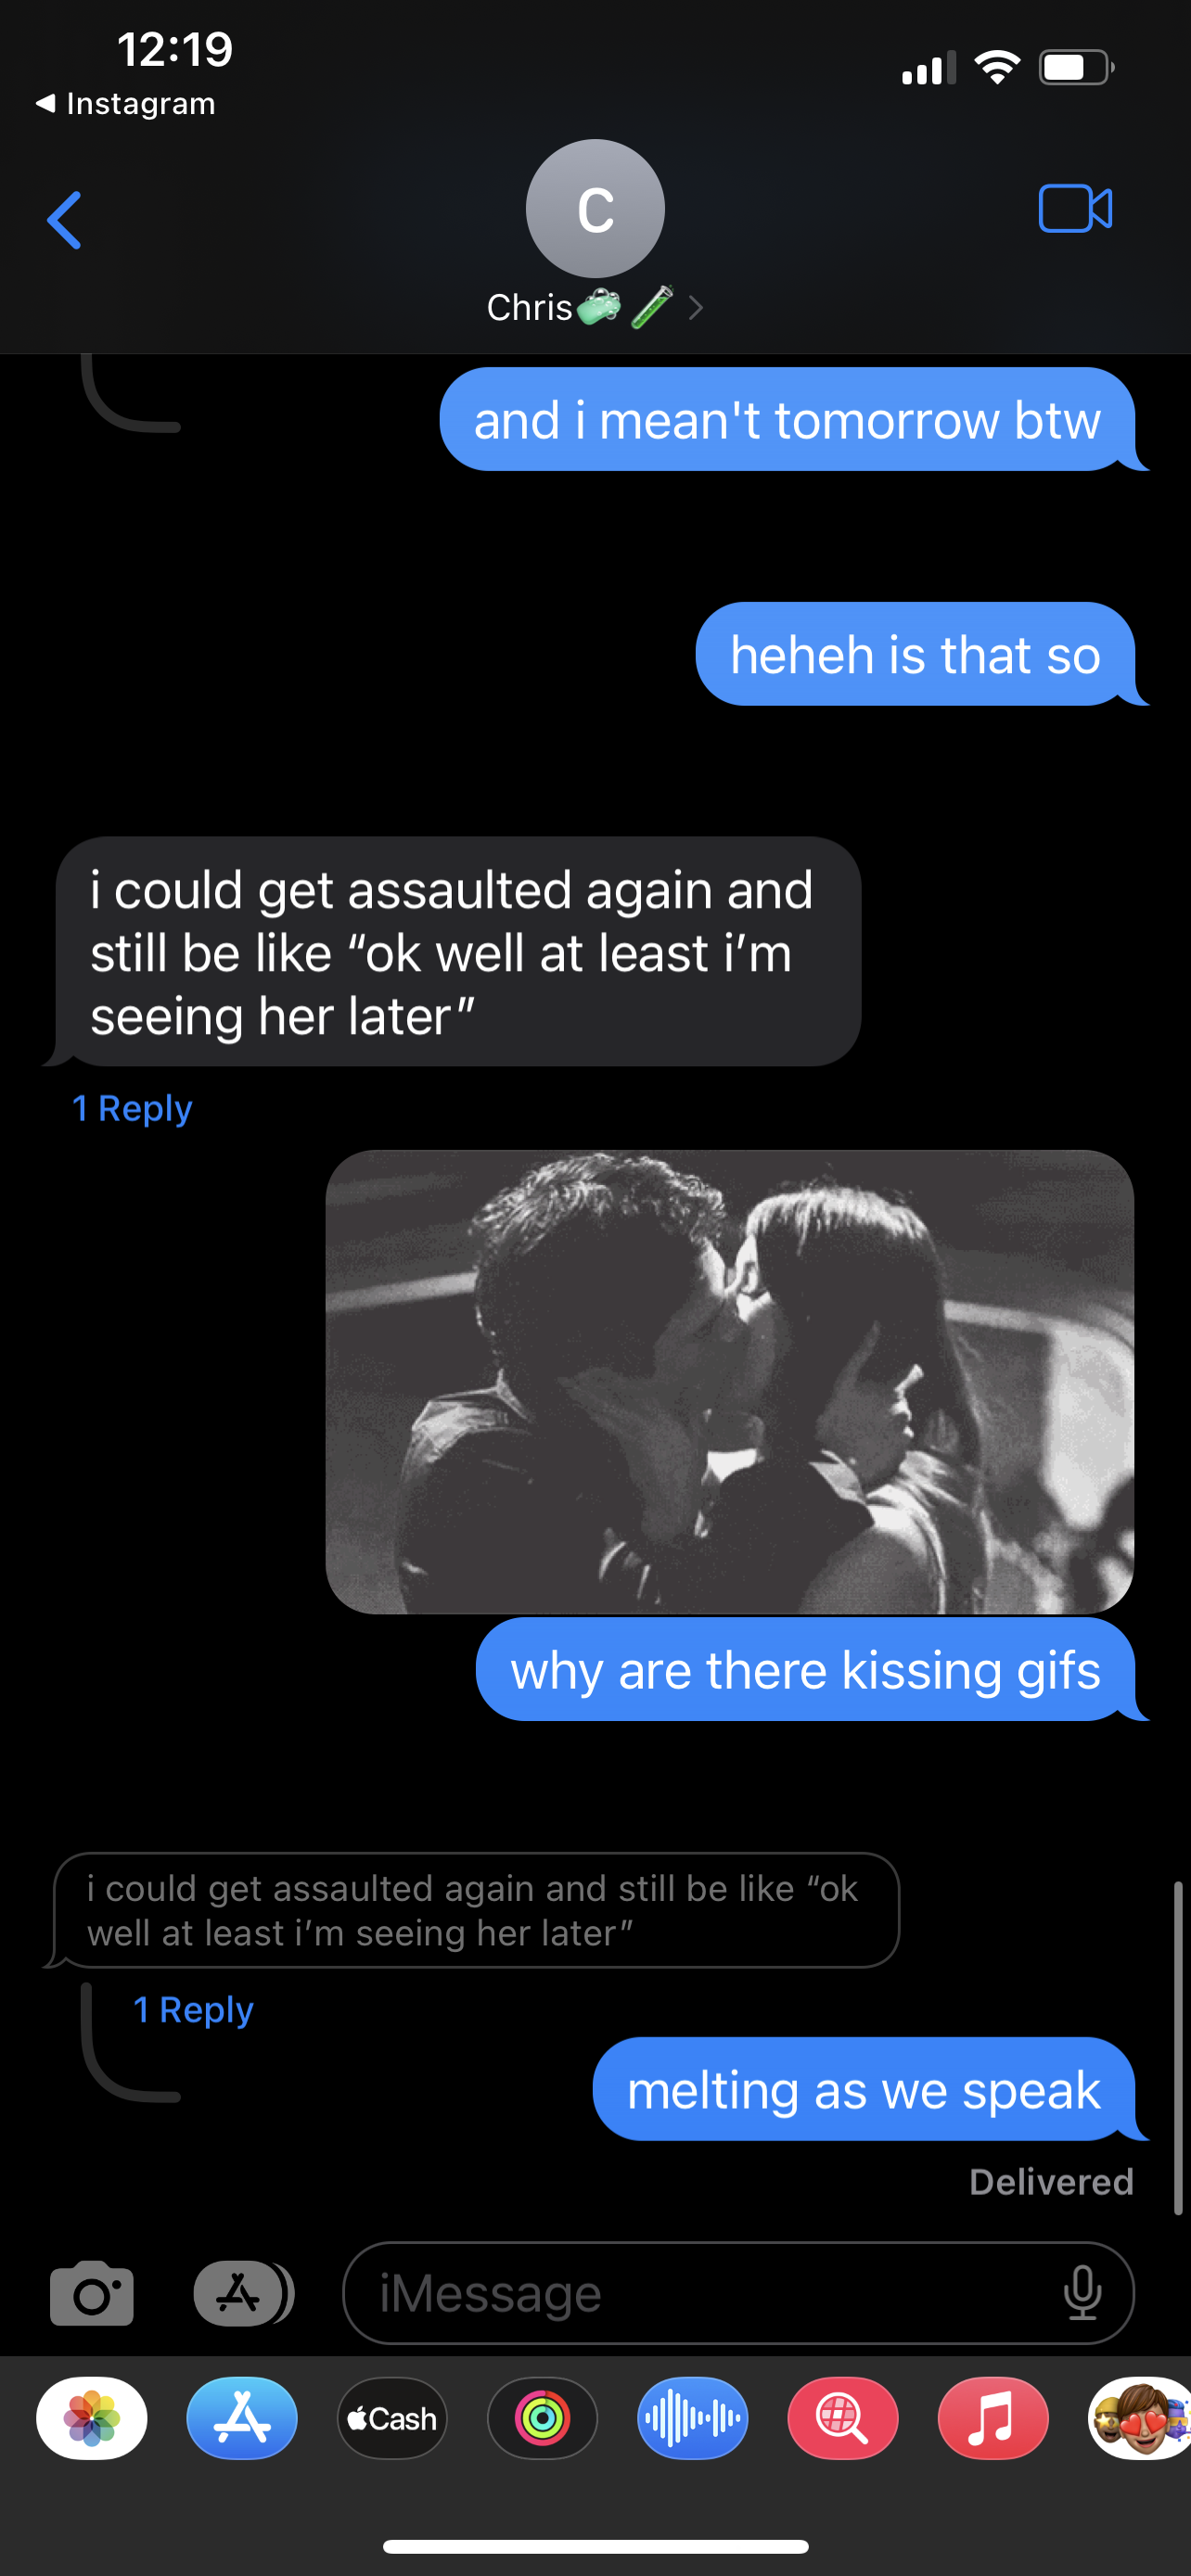 12:19
Instagram
C
Chris
and i mean't tomorrow btw
heheh is that so
i could get assaulted again and
still be like “ok well at least i’m
seeing her later”
1 Reply
why are there kissing gifs
i could get assaulted again and still be like “ok
well at least i’m seeing her later”
1 Reply
melting as we speak
Delivered
iMessage
Cash